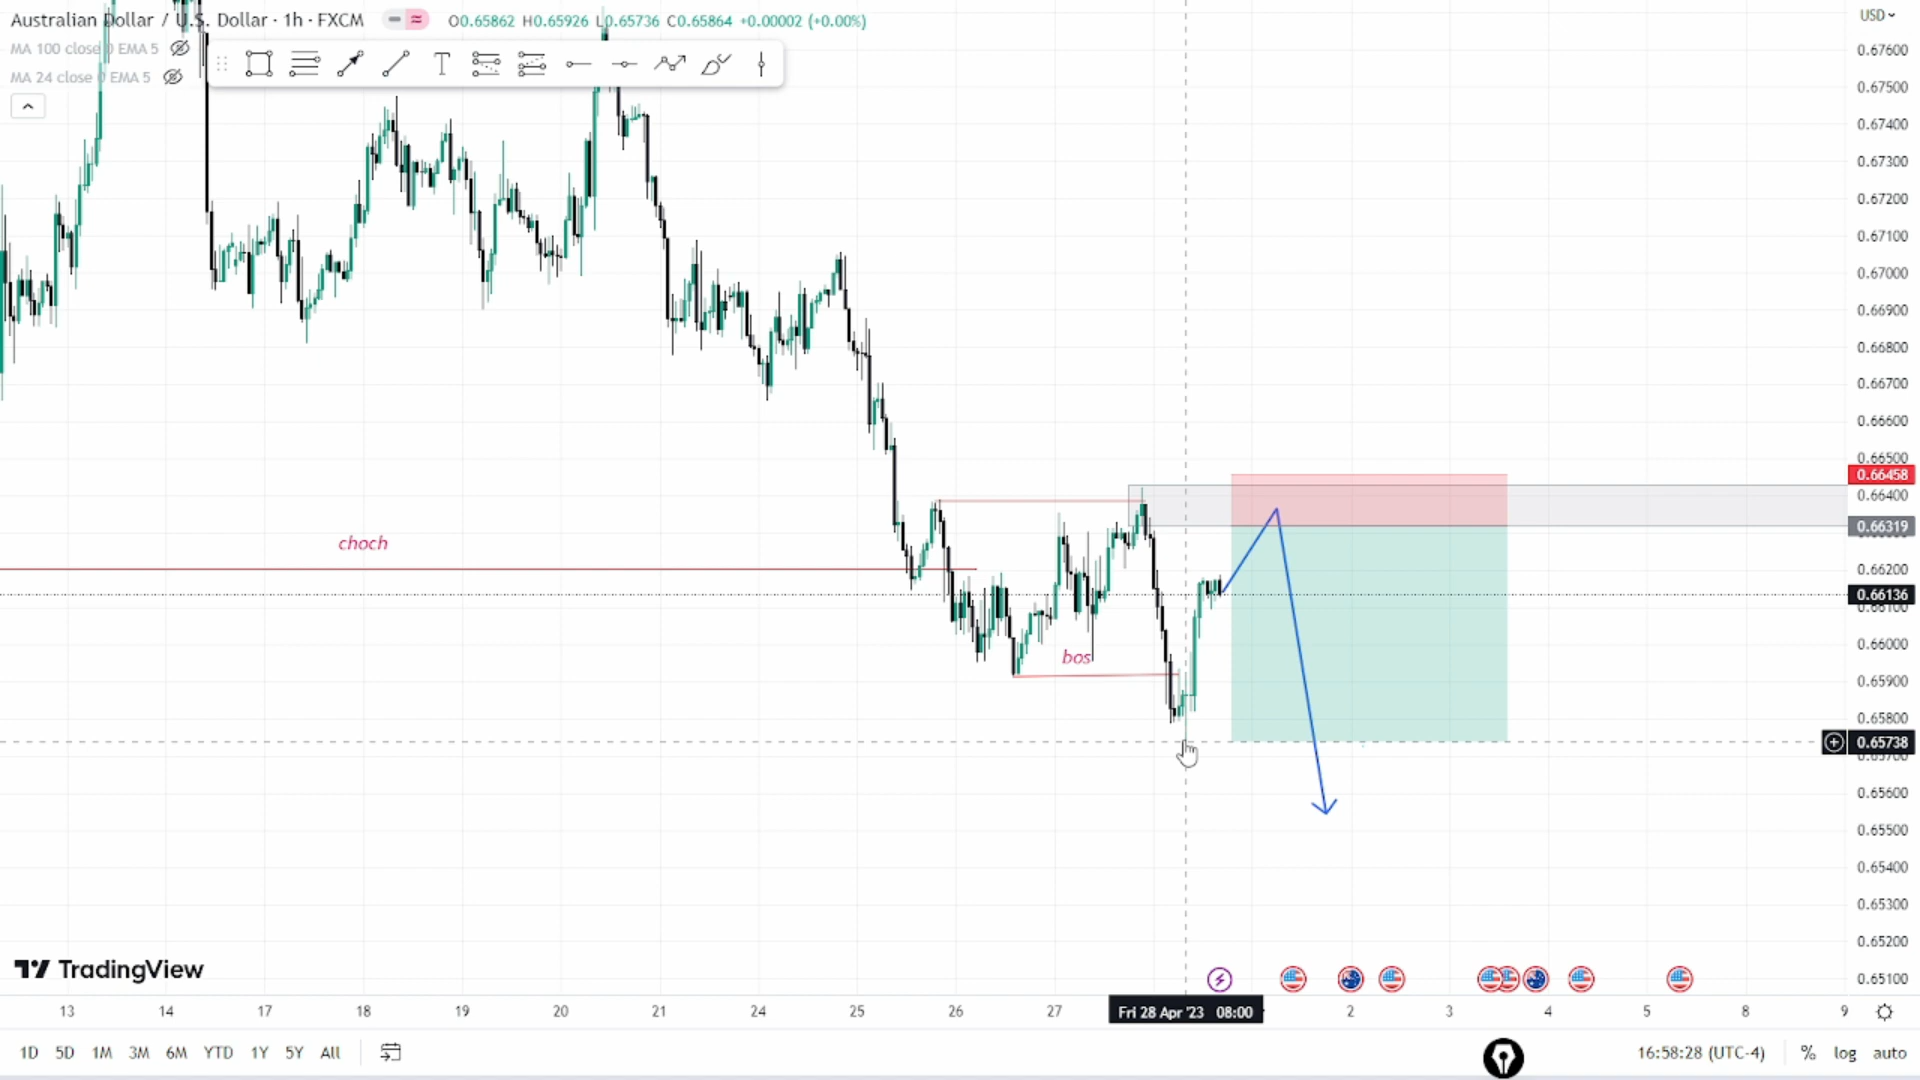 Australian Dollar / U.S. Dollar · 1h · FXCM
O0.65862 H0.65926 L0.65736 C0.65864 +0.00002 (+0.00%)
USD
MA 100 close 0 EMA 5
MA 24 close 0 EMA 5
T
0.67600
0.67500
0.67400
0.67300
0.67200
0.67100
0.67000
0.66900
0.66800
0.66700
0.66600
0.66500
0.66458
0.66400
0.66319
choch
0.66200
0.66136
0.66100
0.66000
bos
0.65900
0.65800
0.65738
0.65700
0.65600
0.65500
0.65400
0.65300
0.65200
0.65100
TradingView
13 14 17 18 19 20 21 24 25 26 27 Fri 28 Apr '23 08:00 2 3 4 5 8 9
1D 5D 1M 3M 6M YTD 1Y 5Y All
16:58:28 (UTC-4) % log auto